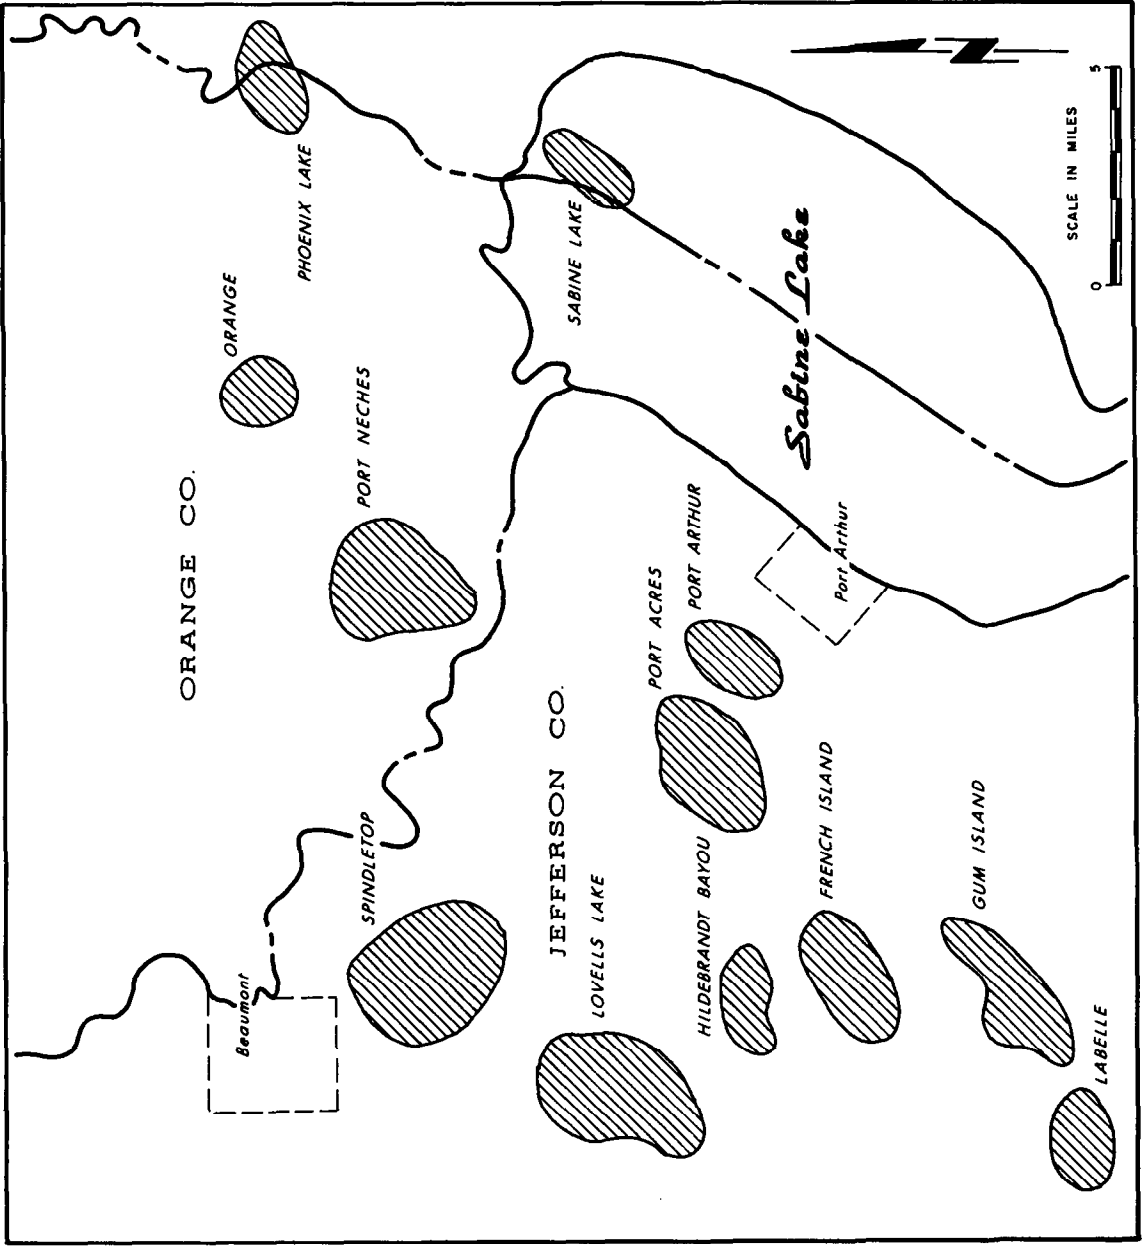 N
ORANGE CO.
ORANGE
Beaumont
PHOENIX LAKE
PORT NECHES
SPINDLETOP
JEFFERSON CO.
SABINE LAKE
LOVELLS LAKE
PORT ACRES
PORT ARTHUR
HILDEBRANDT BAYOU
Sabine Lake
FRENCH ISLAND
Port Arthur
GUM ISLAND
LABELLE
SCALE IN MILES
0 5